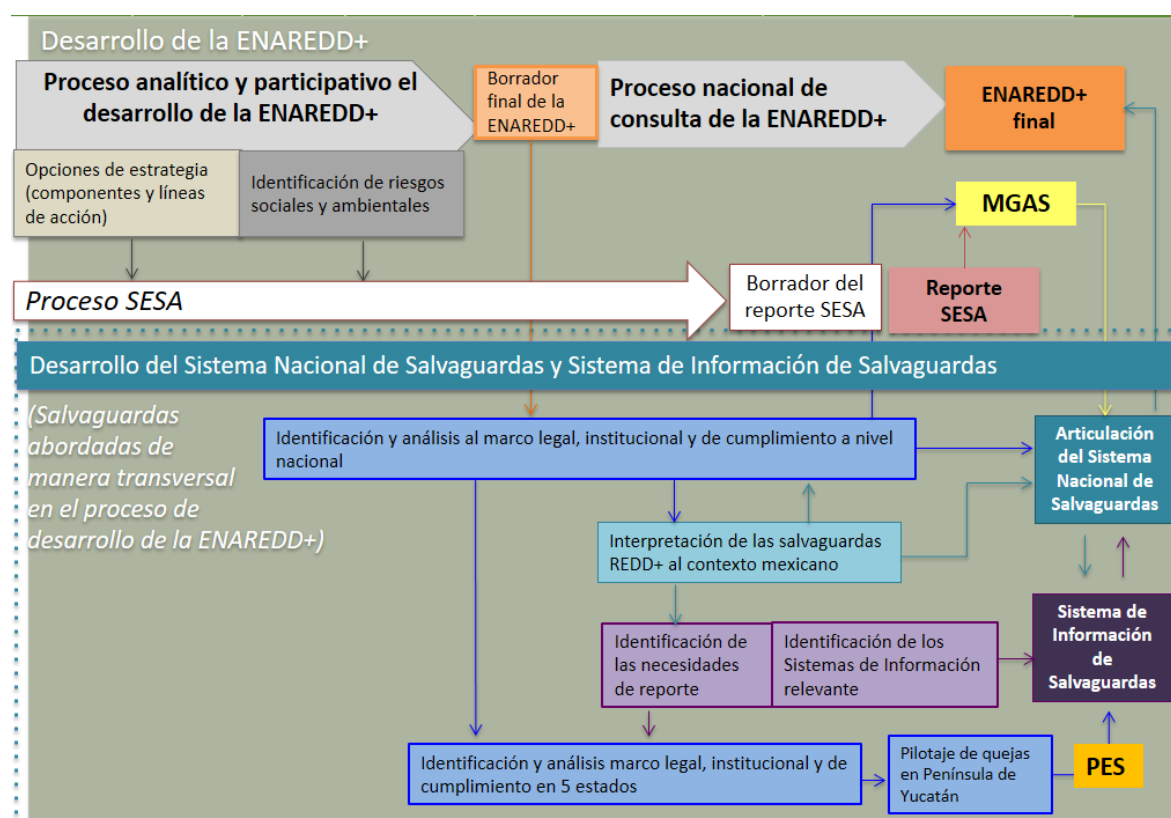 Desarrollo de la ENAREDD+
Proceso analítico y participativo el
desarrollo de la ENAREDD+
Borrador
final de la
ENAREDD+
Proceso nacional de
consulta de la ENAREDD+
ENAREDD+
final
Opciones de estrategia
(componentes y líneas
de acción)
Identificación de riesgos
sociales y ambientales
MGAS
Proceso SESA
Borrador del
reporte SESA
Reporte
SESA
Desarrollo del Sistema Nacional de Salvaguardas y Sistema de Información de Salvaguardas
(Salvaguardas
abordadas de
manera transversal
en el proceso de
desarrollo de la ENAREDD+)
Identificación y análisis al marco legal, institucional y de cumplimiento a nivel
nacional
Articulación
del Sistema
Nacional de
Salvaguardas
Interpretación de las salvaguardas
REDD+ al contexto mexicano
Identificación de
las necesidades
de reporte
Identificación de los
Sistemas de Información
relevante
Sistema de
Información
de
Salvaguardas
Identificación y análisis marco legal, institucional y de
cumplimiento en 5 estados
Pilotaje de quejas
en Península de
Yucatán
PES